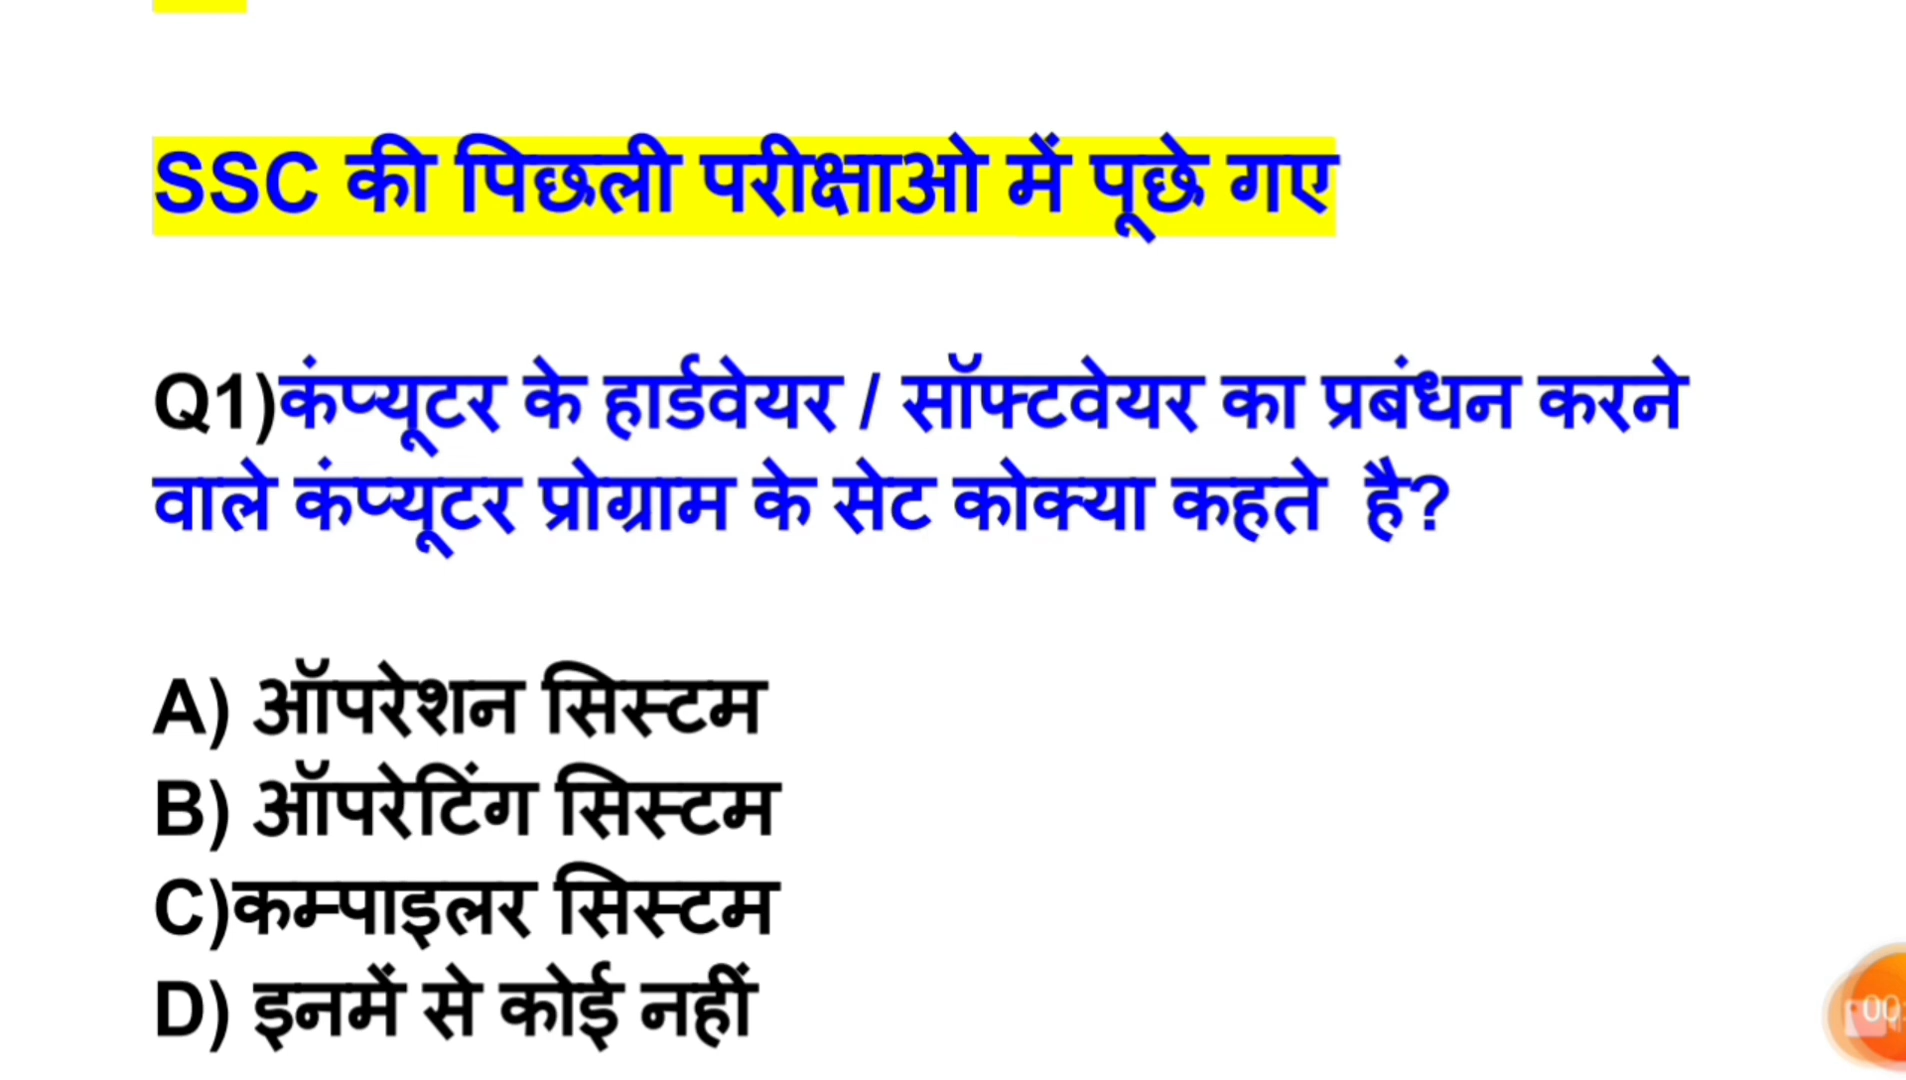 SSC की पिछली परीक्षाओ में पूछे गए
Q1)कंप्यूटर के हार्डवेयर / सॉफ्टवेयर का प्रबंधन करने
वाले कंप्यूटर प्रोग्राम के सेट कोक्या कहते है?
A) ऑपरेशन सिस्टम
B) ऑपरेटिंग सिस्टम
C)कम्पाइलर सिस्टम
D) इनमें से कोई नहीं